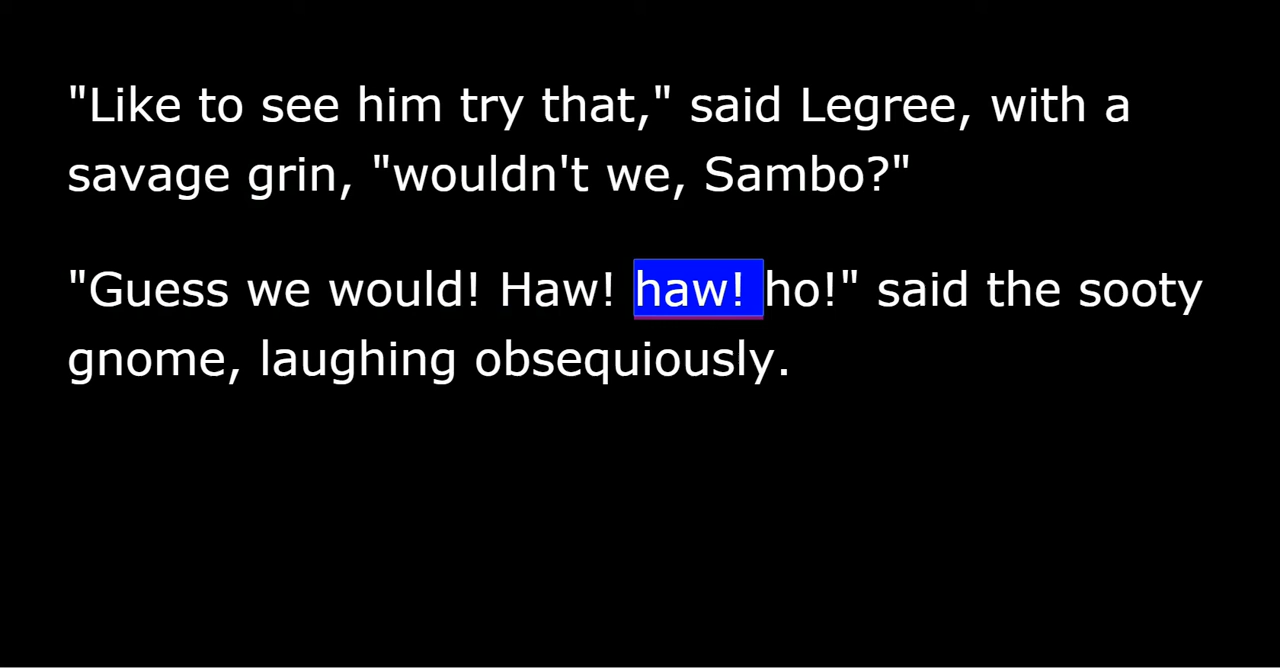 "Like to see him try that," said Legree, with a
savage grin, "wouldn't we, Sambo?"
"Guess we would! Haw! haw! ho!" said the sooty
gnome, laughing obsequiously.